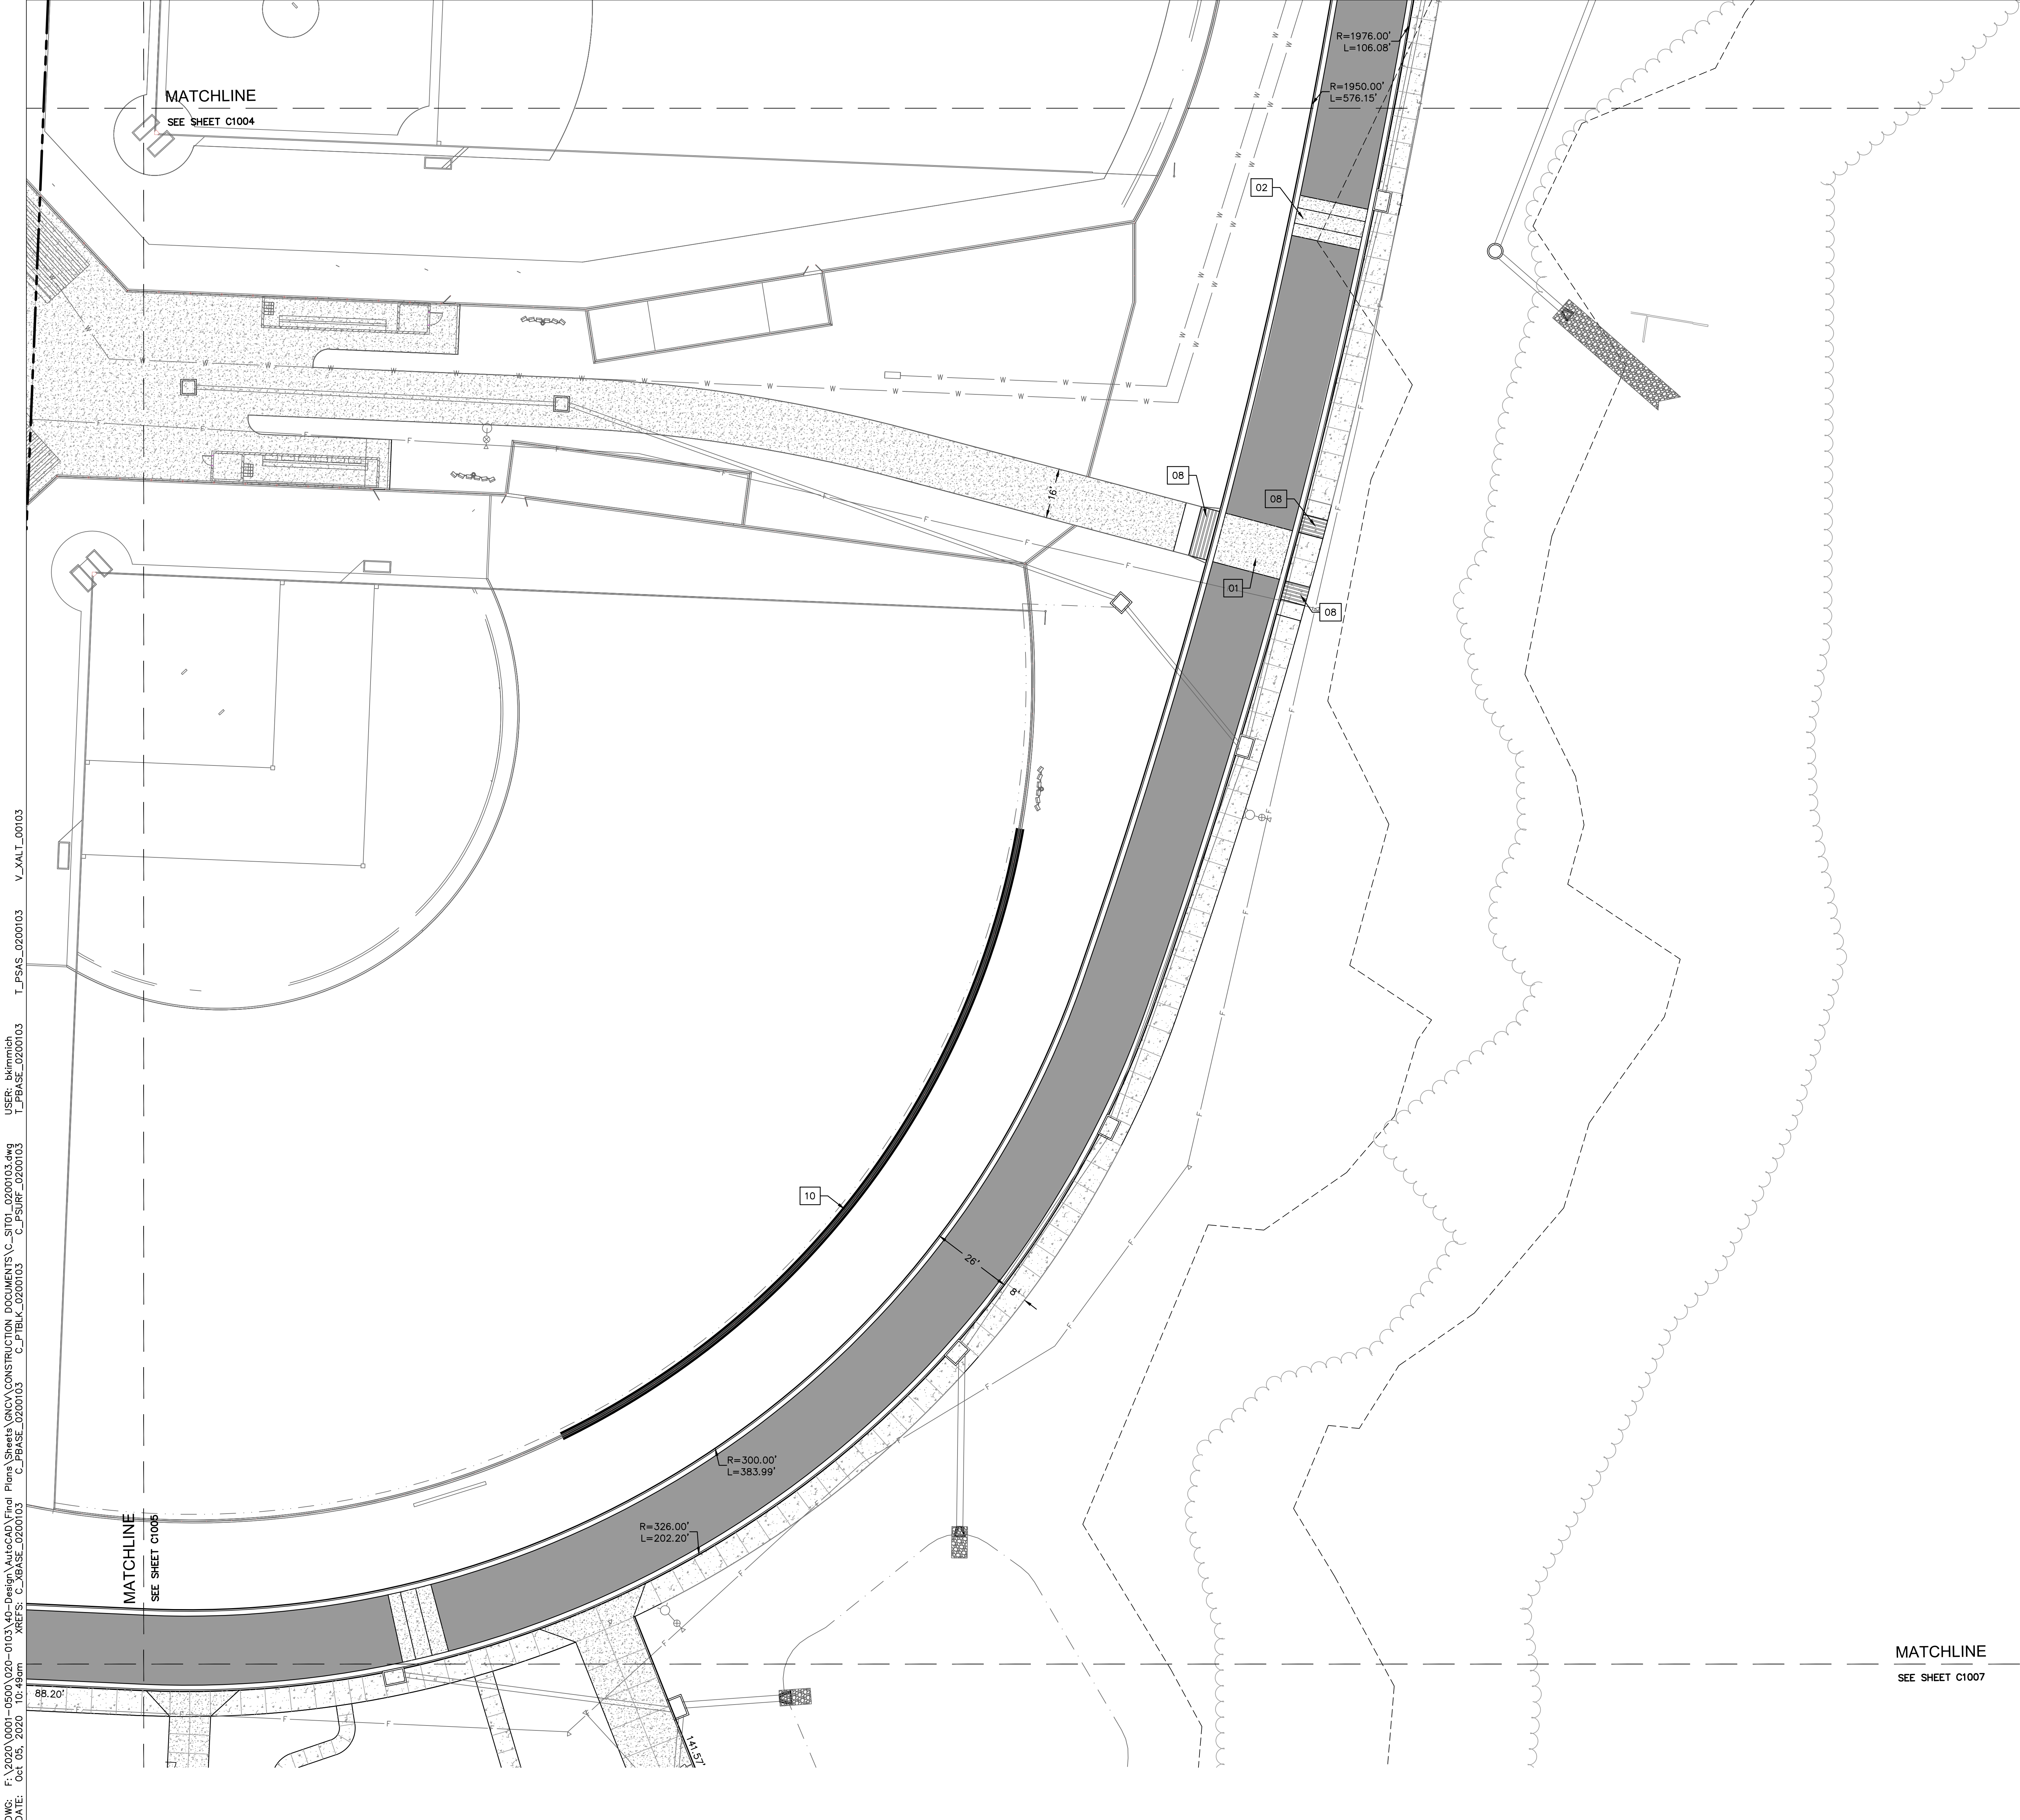 R=1976.00'
L=106.08'
R=1950.00'
L=576.15'
MATCHLINE
SEE SHEET C1004
02
08
08
16'
01
08
10
26'
8'
R=300.00'
L=383.99'
R=326.00'
L=202.20'
MATCHLINE
SEE SHEET C1005
MATCHLINE
SEE SHEET C1007
88.20'
141.57'
DWG: F:\2020\0001-0500\020-0103\40-Design\AutoCAD\Final Plans\Sheets\GNCV\CONSTRUCTION DOCUMENTS\C_SIT01_0200103.dwg USER: bkimmich
DATE: Oct 05, 2020 10:49am XREFS: C_XBASE_0200103 C_PBASE_0200103 C_PTBLK_0200103 C_PSURF_0200103 T_PBASE_0200103 T_PSAS_0200103 V_XALT_00103